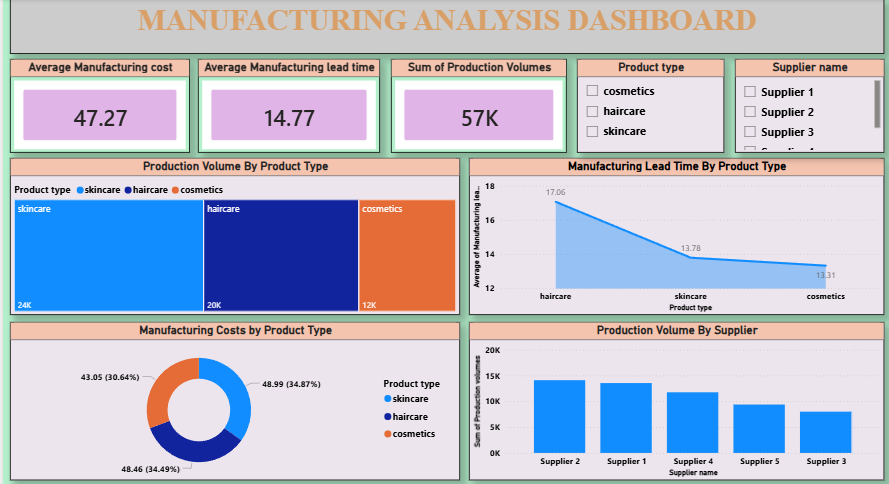 MANUFACTURING ANALYSIS DASHBOARD
Average Manufacturing cost
47.27
Average Manufacturing lead time
14.77
Sum of Production Volumes
57K
Product type
cosmetics
haircare
skincare
Supplier name
Supplier 1
Supplier 2
Supplier 3
Production Volume By Product Type
Product type skincare haircare cosmetics
skincare
24K
haircare
20K
cosmetics
12K
Manufacturing Lead Time By Product Type
Average of Manufacturing lea...
18
16
14
12
17.06
13.78
13.31
haircare skincare cosmetics
Product type
Manufacturing Costs by Product Type
43.05 (30.64%)
48.99 (34.87%)
48.46 (34.49%)
Product type
skincare
haircare
cosmetics
Production Volume By Supplier
Sum of Production volumes
20K
15K
10K
5K
0K
Supplier 2 Supplier 1 Supplier 4 Supplier 5 Supplier 3
Supplier name